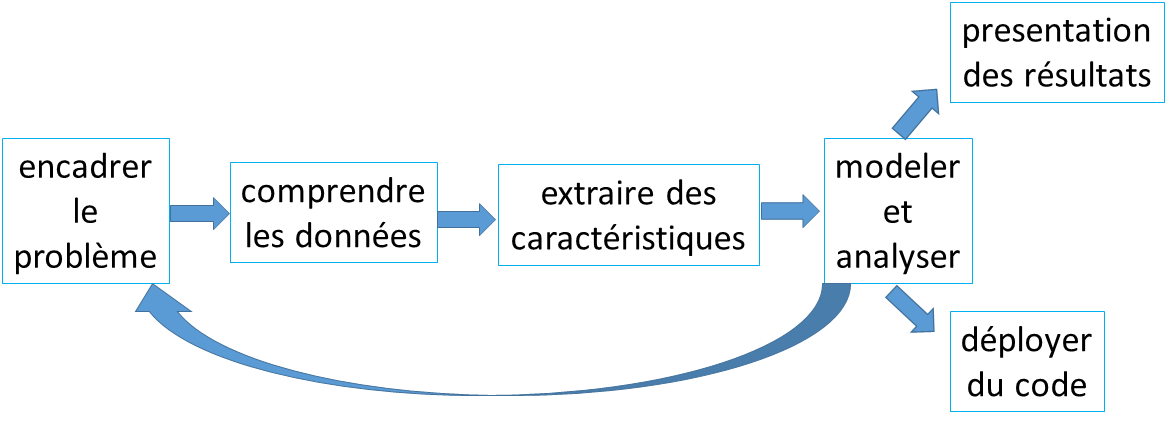 encadrer
le
problème
comprendre
les données
extraire des
caractéristiques
modeler
et
analyser
presentation
des résultats
déployer
du code